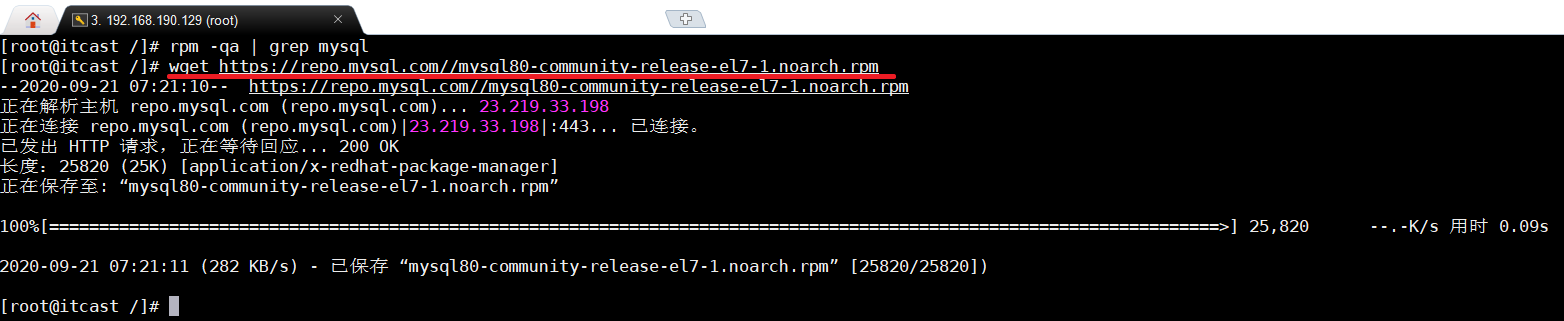 3. 192.168.190.129 (root)
[root@itcast /]# rpm -qa | grep mysql
[root@itcast /]# wget https://repo.mysql.com//mysql80-community-release-el7-1.noarch.rpm
--2020-09-21 07:21:10--  https://repo.mysql.com//mysql80-community-release-el7-1.noarch.rpm
正在解析主机 repo.mysql.com (repo.mysql.com)... 23.219.33.198
正在连接 repo.mysql.com (repo.mysql.com)|23.219.33.198|:443... 已连接。
已发出 HTTP 请求，正在等待回应... 200 OK
长度：25820 (25K) [application/x-redhat-package-manager]
正在保存至: “mysql80-community-release-el7-1.noarch.rpm”
100%[=====================================================================================================================>] 25,820      --.-K/s 用时 0.09s
2020-09-21 07:21:11 (282 KB/s) - 已保存 “mysql80-community-release-el7-1.noarch.rpm” [25820/25820])
[root@itcast /]#